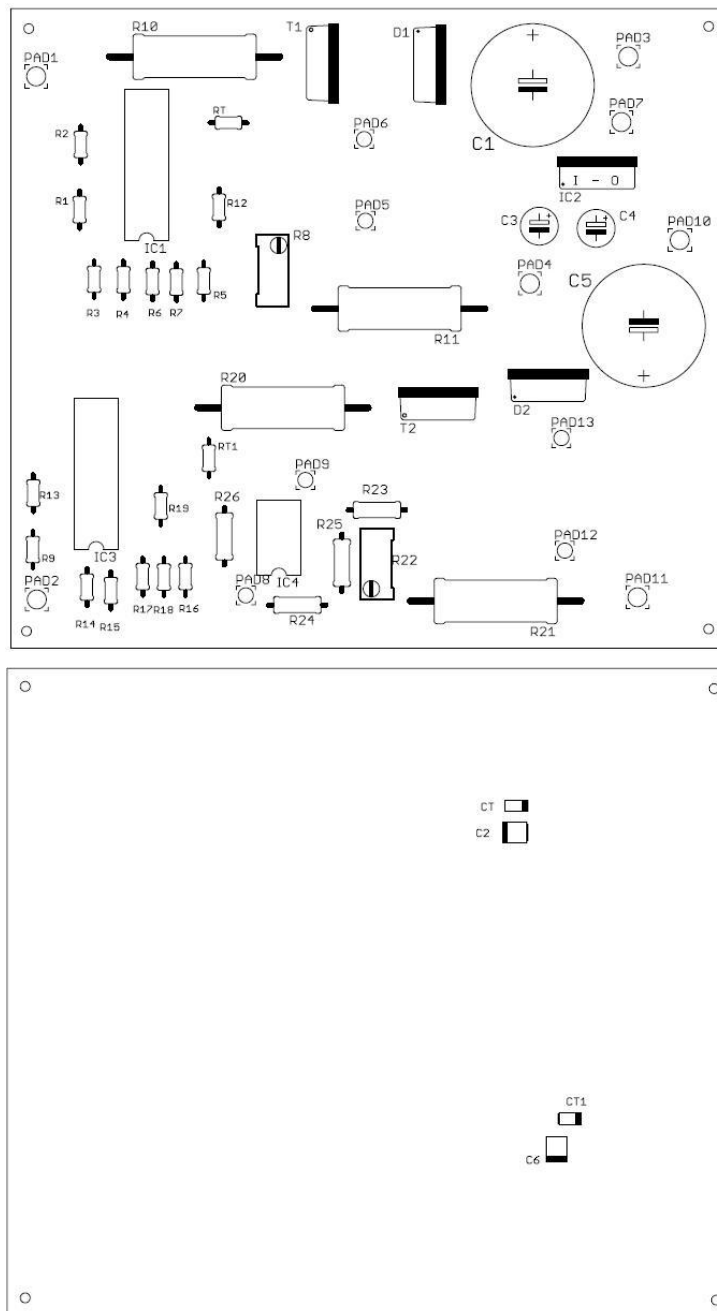 R10
T1
D1
PAD3
PAD1
PAD7
RT
PAD6
R2
C1
I - O
IC2
R1
R12
PAD5
C3
C4
PAD10
IC1
R8
PAD4
C5
R3
R4
R6
R7
R5
R11
R20
D2
T2
PAD13
RT1
PAD9
R23
R13
R19
R26
R25
PAD12
R9
IC3
R22
PAD2
R17
R18
R16
PAD8
IC4
PAD11
R14
R15
R24
R21
CT
C2
CT1
C6